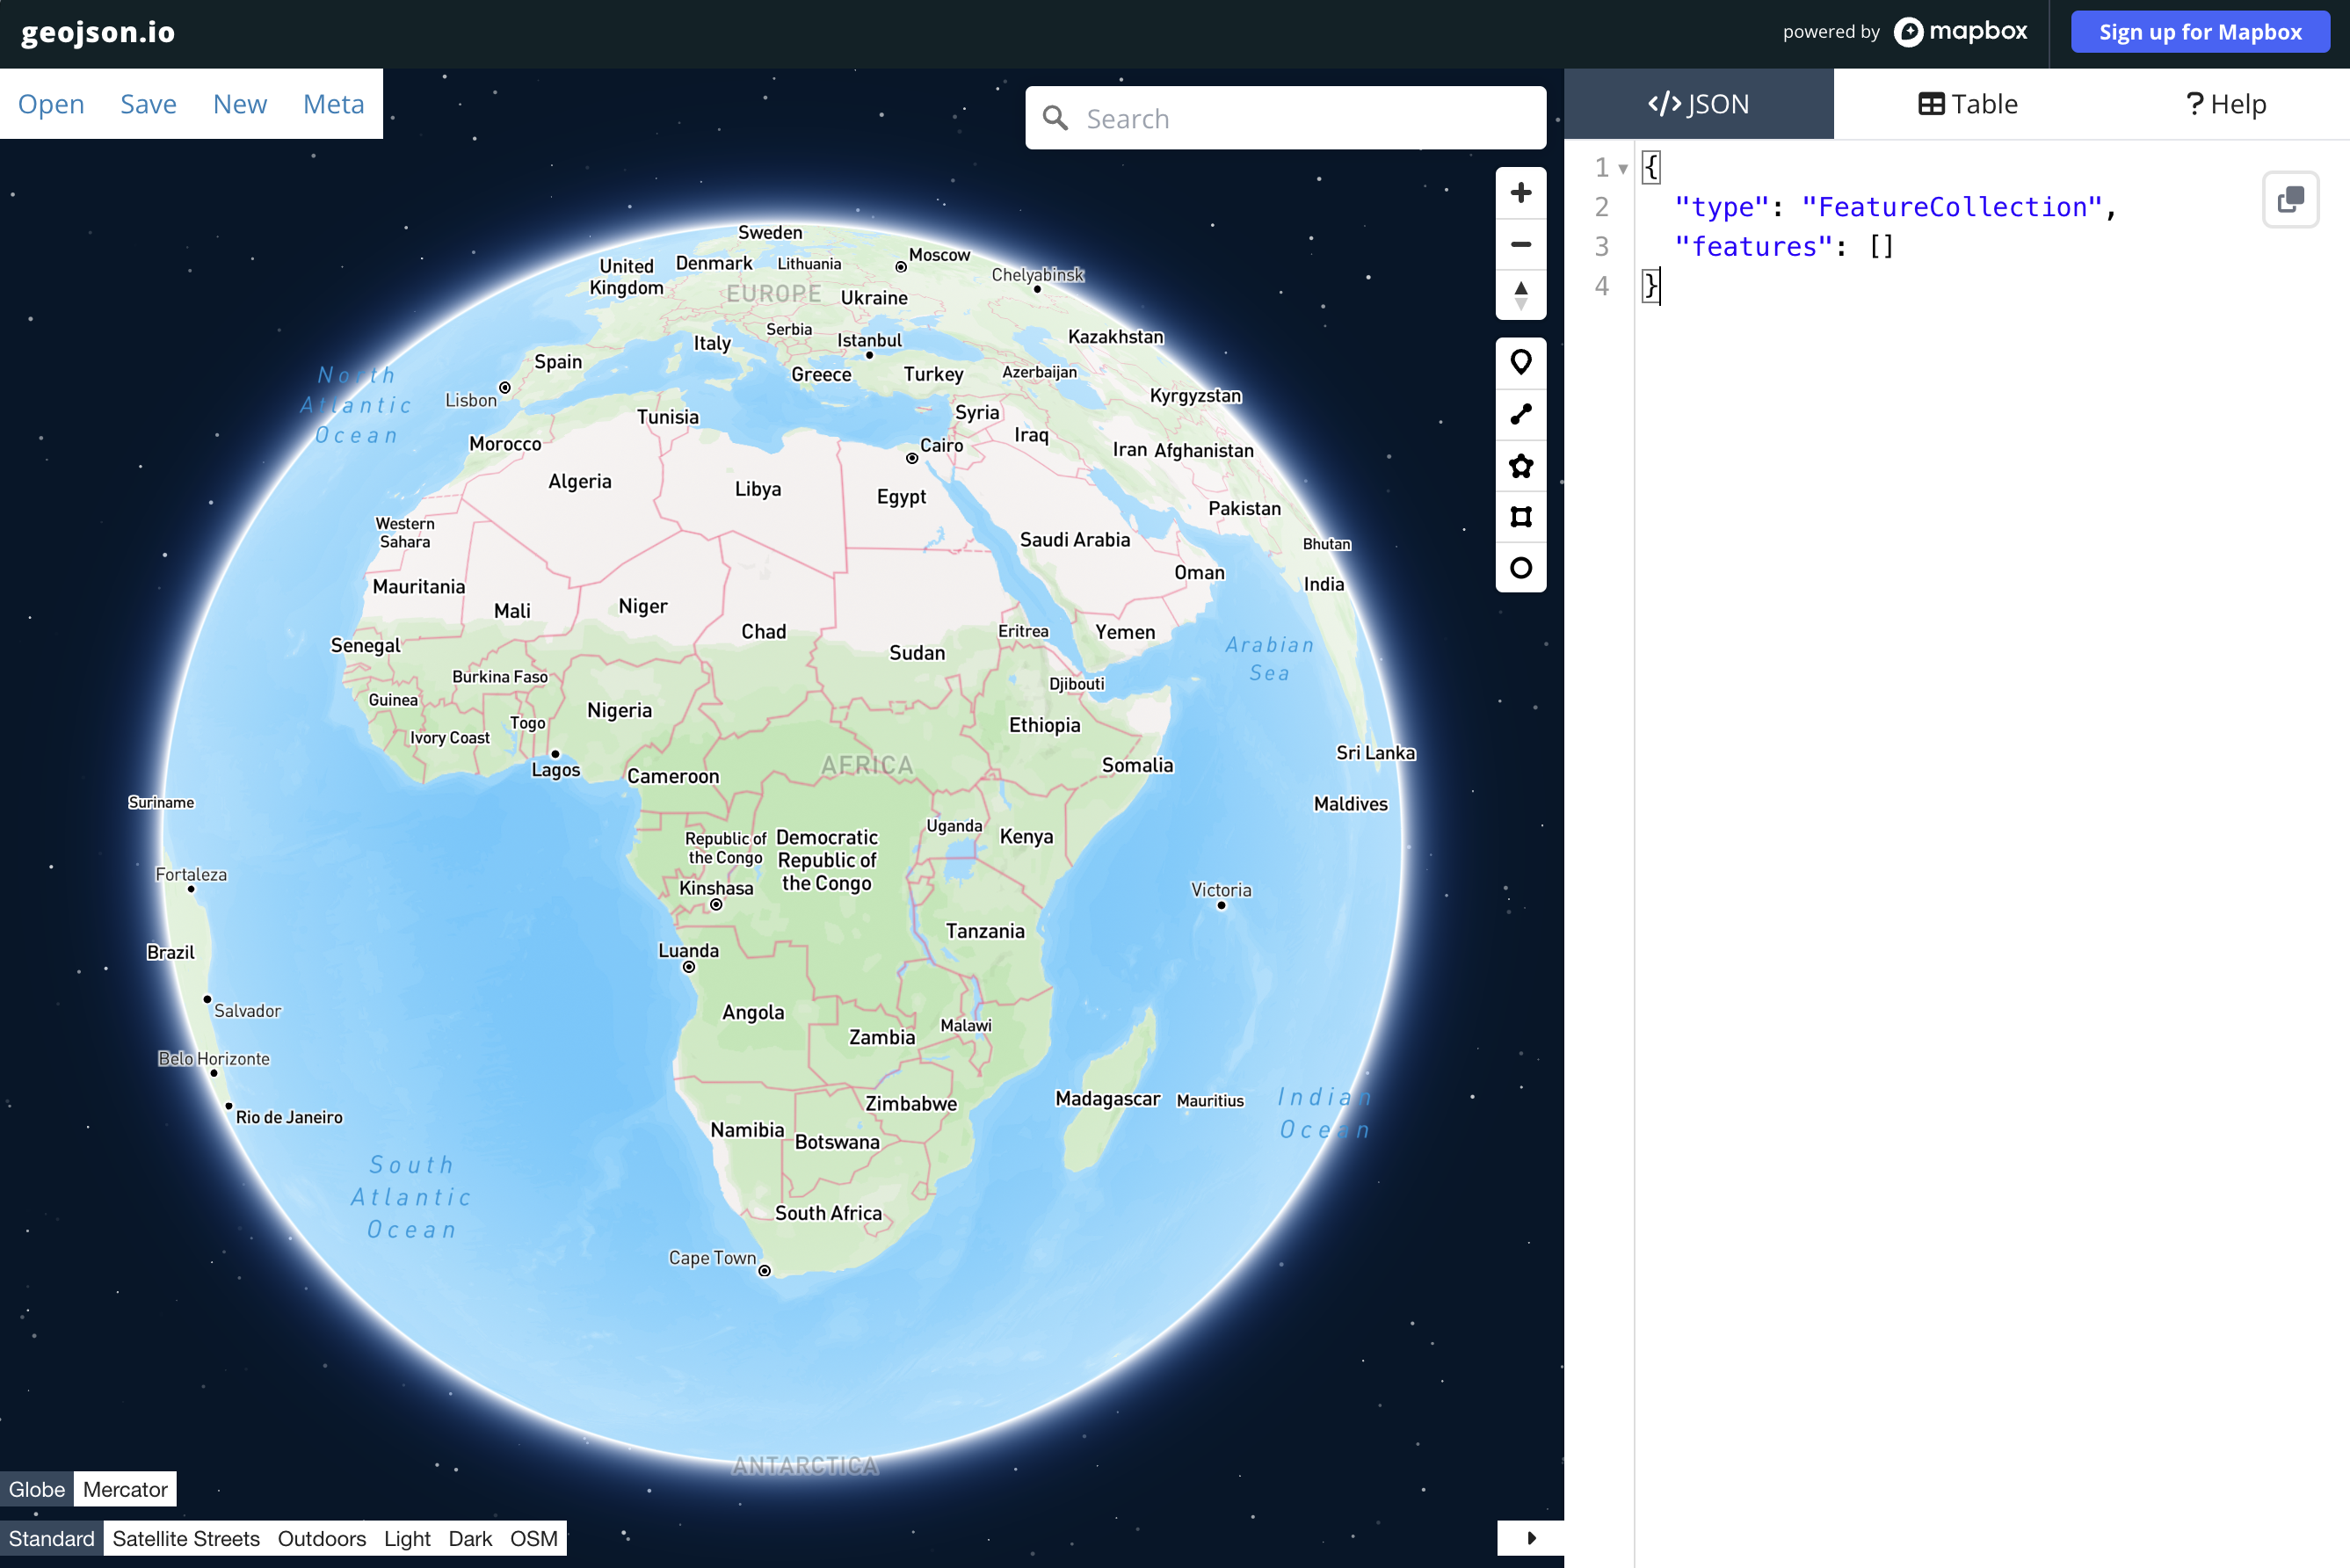 geojson.io
powered by mapbox
Sign up for Mapbox
Open Save New Meta
Search
JSON
Table
? Help
1 {
2 "type": "FeatureCollection",
3 "features": []
4 }
Sweden
Moscow
United
Kingdom
Denmark
Lithuania
Chelyabinsk
EUROPE
Ukraine
Serbia
Istanbul
Italy
Kazakhstan
Spain
Greece
Turkey
Azerbaijan
North
Atlantic
Ocean
Lisbon
Kyrgyzstan
Tunisia
Syria
Morocco
Cairo
Iraq
Iran
Afghanistan
Algeria
Libya
Egypt
Pakistan
Western
Sahara
Saudi Arabia
Bhutan
Mauritania
Oman
India
Mali
Niger
Chad
Eritrea
Yemen
Senegal
Sudan
Arabian
Sea
Burkina Faso
Djibouti
Guinea
Togo
Nigeria
Ethiopia
Ivory Coast
Lagos
Cameroon
AFRICA
Somalia
Sri Lanka
Suriname
Maldives
Republic of
the Congo
Democratic
Republic of
the Congo
Uganda
Kenya
Fortaleza
Kinshasa
Victoria
Brazil
Luanda
Tanzania
Salvador
Angola
Zambia
Malawi
Belo Horizonte
Rio de Janeiro
Zimbabwe
Madagascar
Mauritius
Indian
Ocean
Namibia
Botswana
South
Atlantic
Ocean
South Africa
Cape Town
ANTARCTICA
Globe Mercator
Standard Satellite Streets Outdoors Light Dark OSM